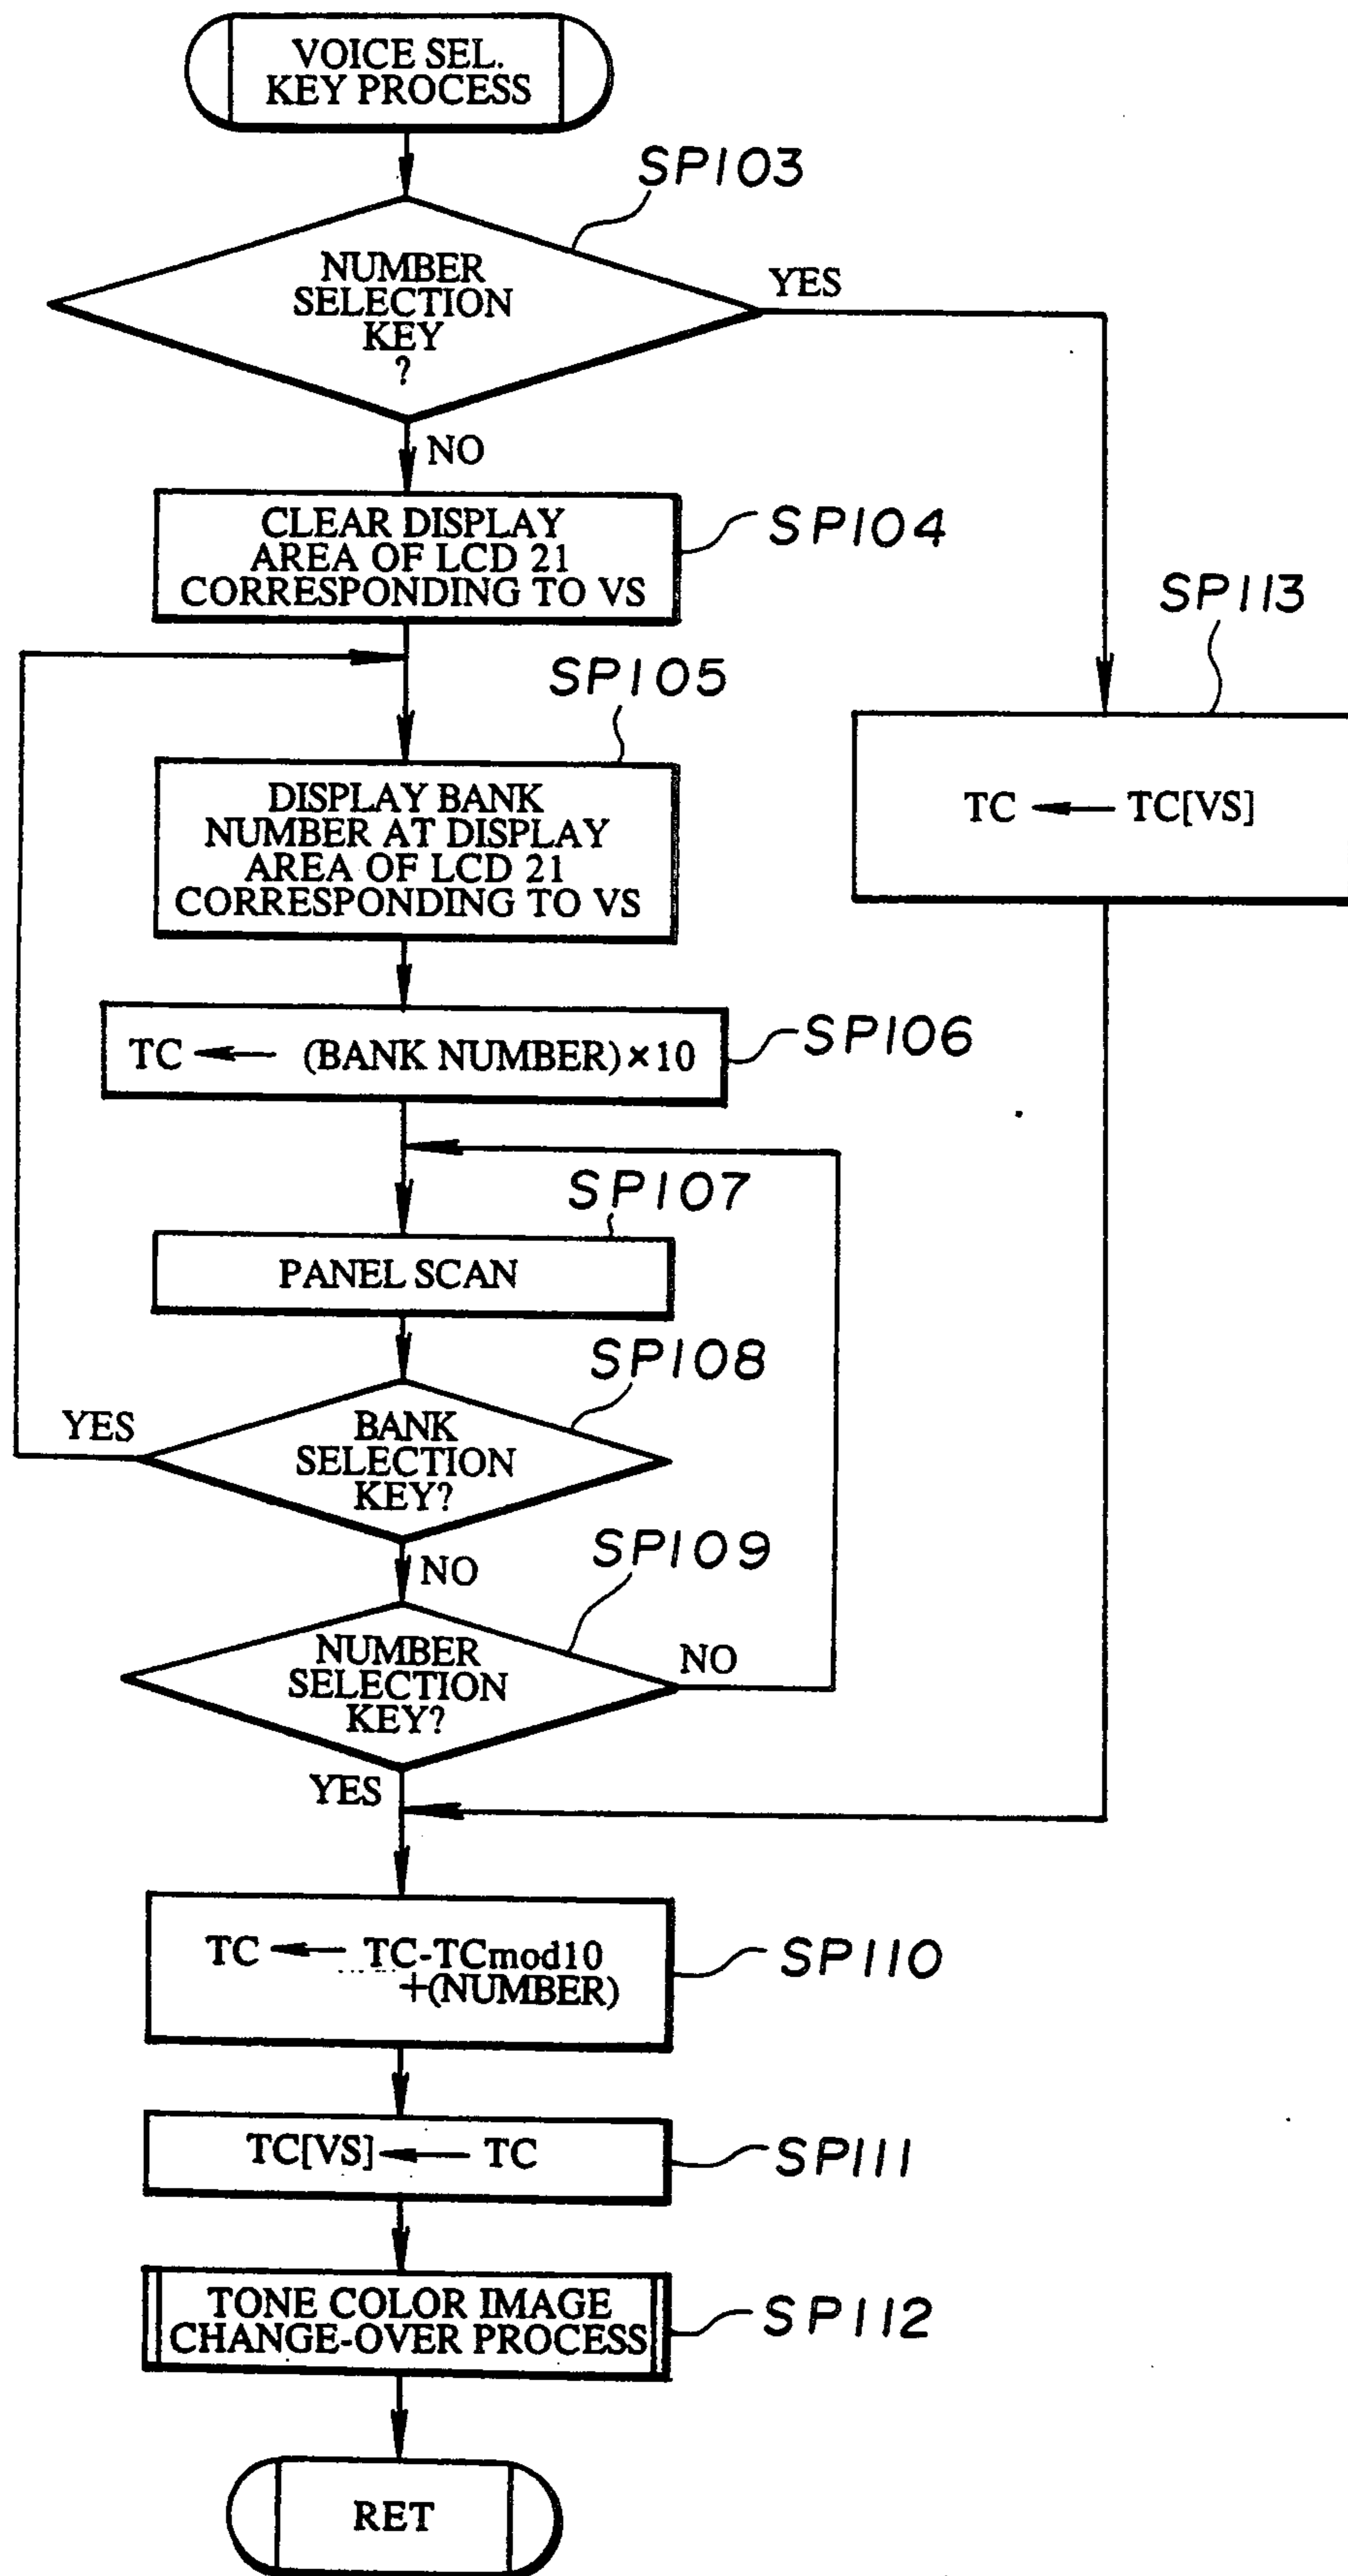 VOICE SEL.
KEY PROCESS
SP103
NUMBER
SELECTION
KEY
?
YES
NO
CLEAR DISPLAY
AREA OF LCD 21
CORRESPONDING TO VS
SP104
SP113
TC ← TC[VS]
SP105
DISPLAY BANK
NUMBER AT DISPLAY
AREA OF LCD 21
CORRESPONDING TO VS
TC ← (BANK NUMBER)×10
SP106
SP107
PANEL SCAN
SP108
YES
BANK
SELECTION
KEY?
NO
SP109
NUMBER
SELECTION
KEY?
NO
YES
TC ← TC-TCmod10
+(NUMBER)
SP110
TC[VS] ← TC
SP111
TONE COLOR IMAGE
CHANGE-OVER PROCESS
SP112
RET